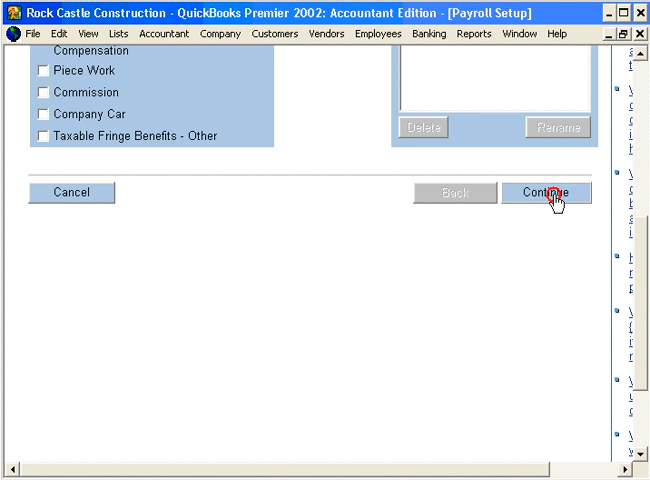 Rock Castle Construction - QuickBooks Premier 2002: Accountant Edition - [Payroll Setup]
File Edit View Lists Accountant Company Customers Vendors Employees Banking Reports Window Help
Compensation
Piece Work
Commission
Company Car
Taxable Fringe Benefits - Other
Delete Rename
Cancel Back Continue